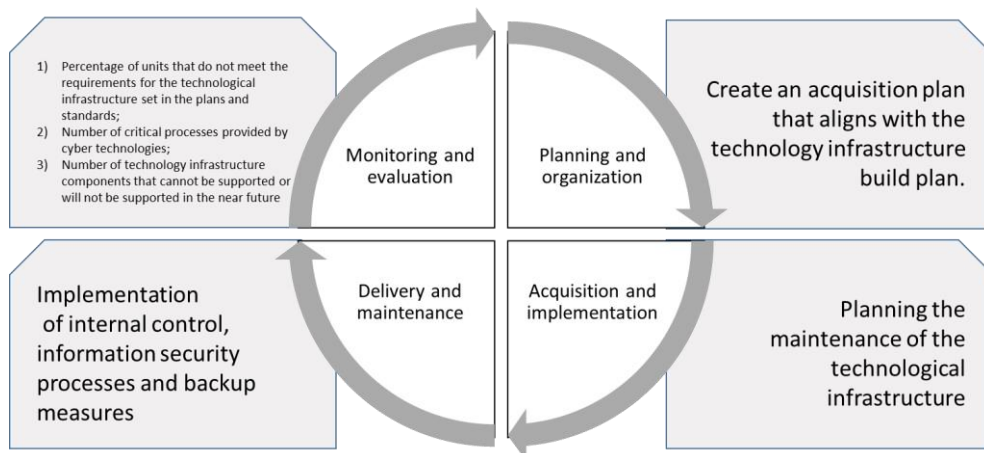 1) Percentage of units that do not meet the
requirements for the technological
infrastructure set in the plans and
standards;
2) Number of critical processes provided by
cyber technologies;
3) Number of technology infrastructure
components that cannot be supported or
will not be supported in the near future
Monitoring and
evaluation
Planning and
organization
Create an acquisition plan
that aligns with the
technology infrastructure
build plan.
Implementation
of internal control,
information security
processes and backup
measures
Delivery and
maintenance
Acquisition and
implementation
Planning the
maintenance of the
technological
infrastructure